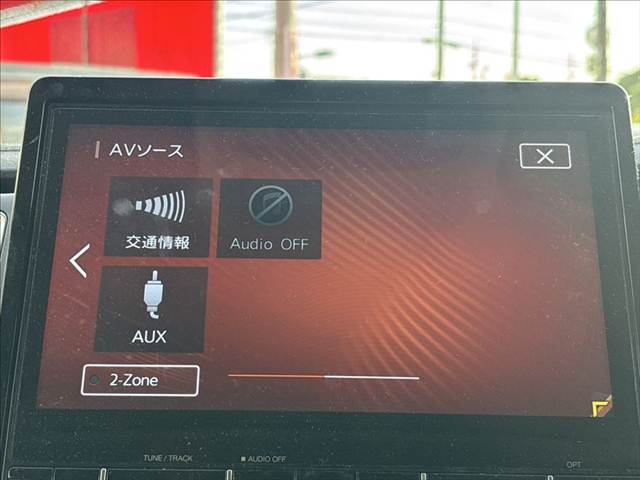 AVソース
交通情報
Audio OFF
AUX
2-Zone
TUNE / TRACK
■ AUDIO OFF
OPT